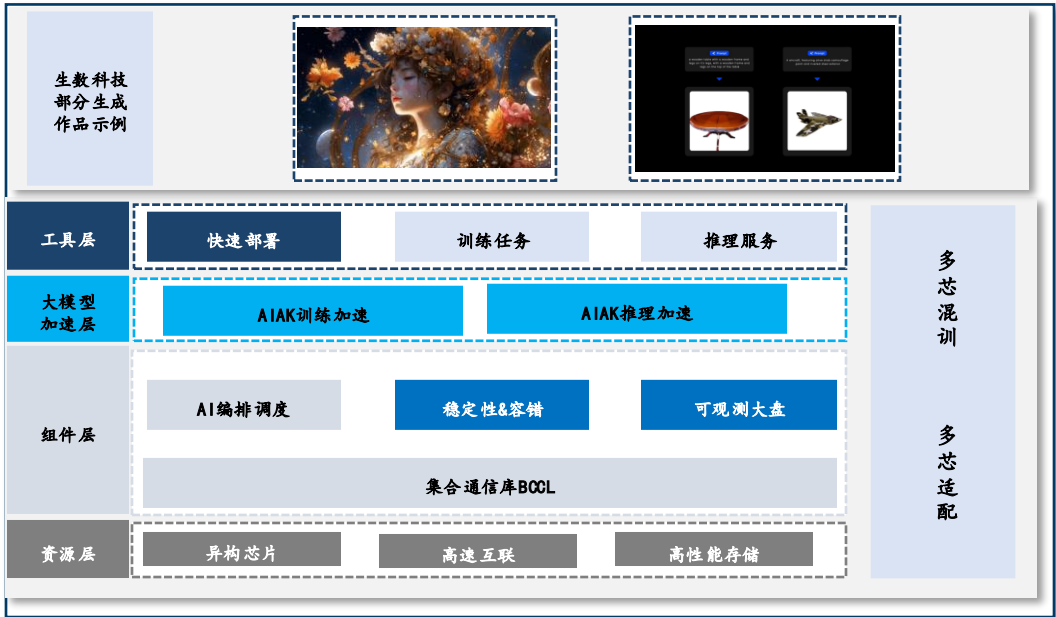 生数科技
部分生成
作品示例
Prompt
Prompt
工具层
快速部署
训练任务
推理服务
大模型
加速层
AIAK训练加速
AIAK推理加速
组件层
AI编排调度
稳定性&容错
可观测大盘
集合通信库BCCL
资源层
异构芯片
高速互联
高性能存储
多芯混训
多芯适配